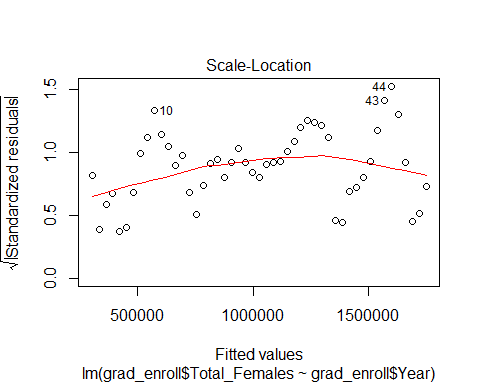 Scale-Location
√|Standardized residuals|
1.5
1.0
0.5
0.0
44
43
10
500000 1000000 1500000
Fitted values
lm(grad_enroll$Total_Females ~ grad_enroll$Year)